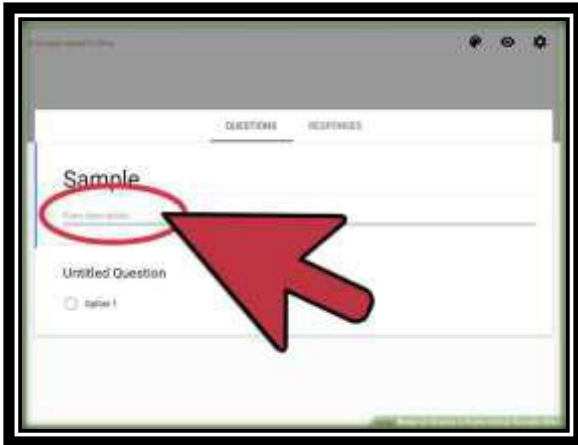 QUESTIONS RESPONSES
Sample
Form description
Untitled Question
Option 1